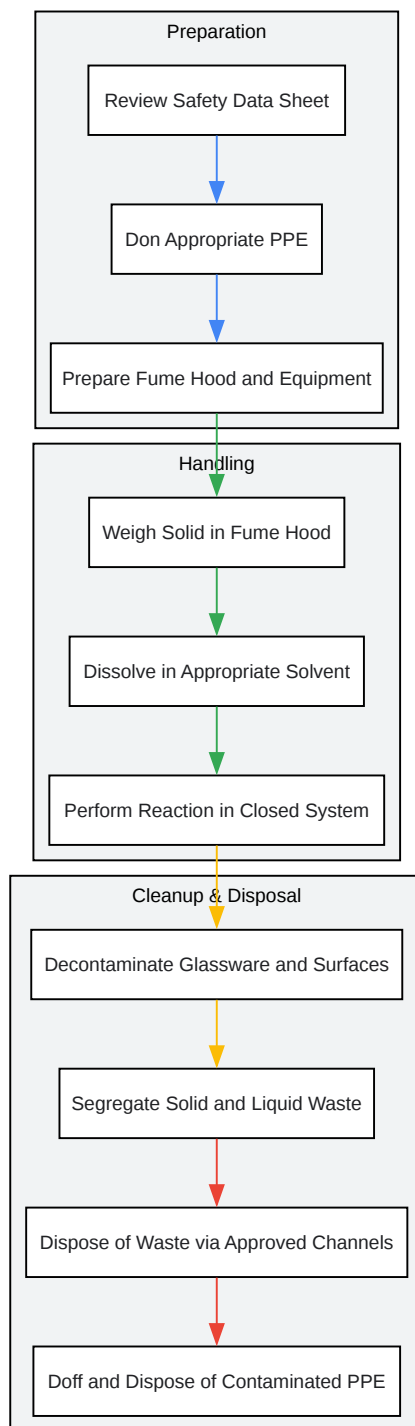 Preparation
Review Safety Data Sheet
Don Appropriate PPE
Prepare Fume Hood and Equipment
Handling
Weigh Solid in Fume Hood
Dissolve in Appropriate Solvent
Perform Reaction in Closed System
Cleanup & Disposal
Decontaminate Glassware and Surfaces
Segregate Solid and Liquid Waste
Dispose of Waste via Approved Channels
Doff and Dispose of Contaminated PPE